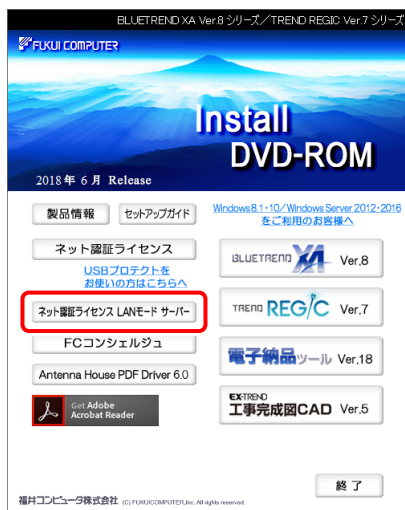 BLUETREND XA Ver.8 シリーズ／TREND REGIC Ver.7 シリーズ
FUKUI COMPUTER
Install
DVD-ROM
2018年 6月 Release
製品情報
セットアップガイド
Windows8.1・10／Windows Server 2012・2016
をご利用のお客様へ
ネット認証ライセンス
USBプロテクトを
お使いの方はこちらへ
ネット認証ライセンス LANモード サーバー
FCコンシェルジュ
Antenna House PDF Driver 6.0
Get Adobe
Acrobat Reader
BLUETREND XA Ver.8
TREND REGIC Ver.7
電子納品ツール Ver.18
EX-TREND
工事完成図CAD Ver.5
終了
福井コンピュータ株式会社 (C) FUKUICOMPUTER,Inc. All rights reserved.